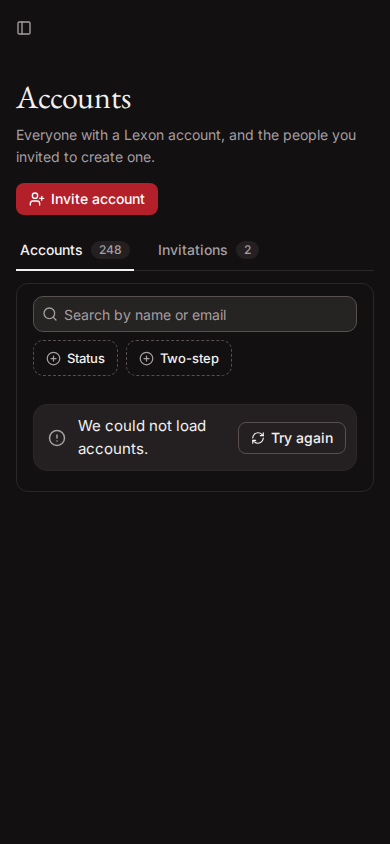 Accounts
Everyone with a Lexon account, and the people you
invited to create one.
Invite account
Accounts 248 Invitations 2
Search by name or email
Status Two-step
We could not load
accounts.
Try again